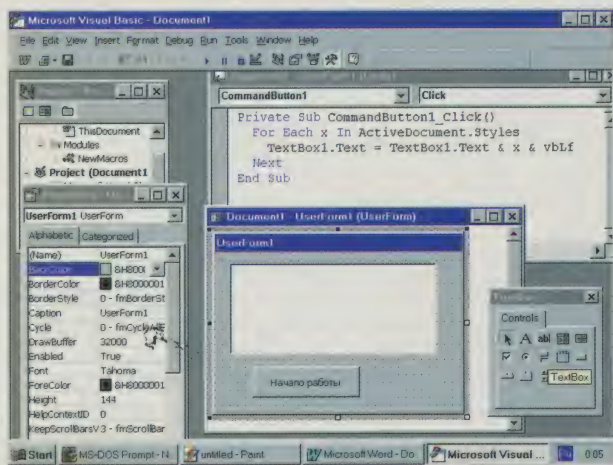 Microsoft Visual Basic - Document1
File Edit View Insert Format Debug Run Tools Window Help
CommandButton1
Click
Private Sub CommandButton1_Click()
For Each x In ActiveDocument.Styles
TextBox1.Text = TextBox1.Text & x & vbLf
Next
End Sub
ThisDocument
Modules
NewMacros
Project (Document1
UserForm1 UserForm
Alphabetic Categorized
(Name) UserForm1
BackColor &H800
BorderColor &H8000001
BorderStyle 0 - fmBorderSt
Caption UserForm1
Cycle 0 - fmCycle
DrawBuffer 32000
Enabled True
Font Tahoma
ForeColor &H8000001
Height 144
HelpContextID 0
KeepScrollBarsV 3 - fmScrollBar
Document1 - UserForm1 (UserForm)
UserForm1
Начало работы
Controls
TextBox
Start
MS-DOS Prompt - N
untitled - Paint
Microsoft Word - Do
Microsoft Visual ...
0:05